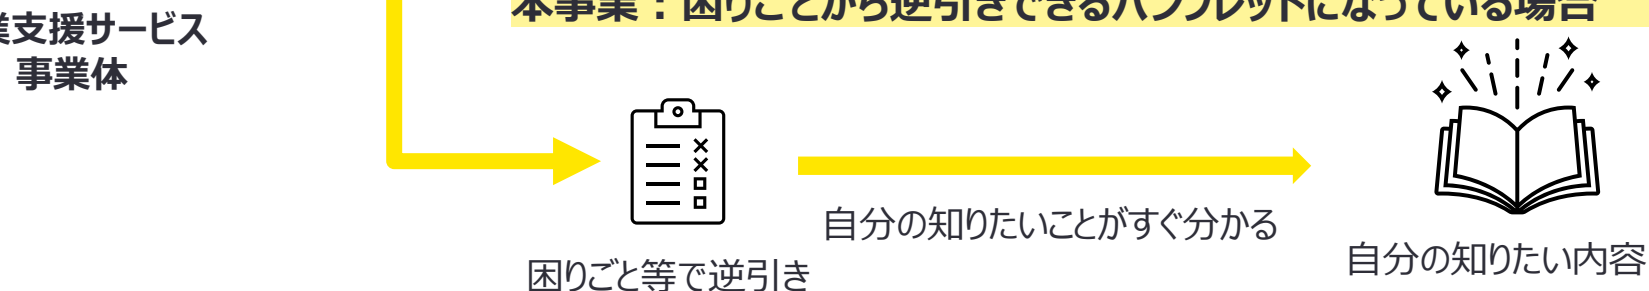 本事業：困りごとから逆引きできるパンフレットになっている場合
業支援サービス
事業体
自分の知りたいことがすぐ分かる
困りごと等で逆引き
自分の知りたい内容